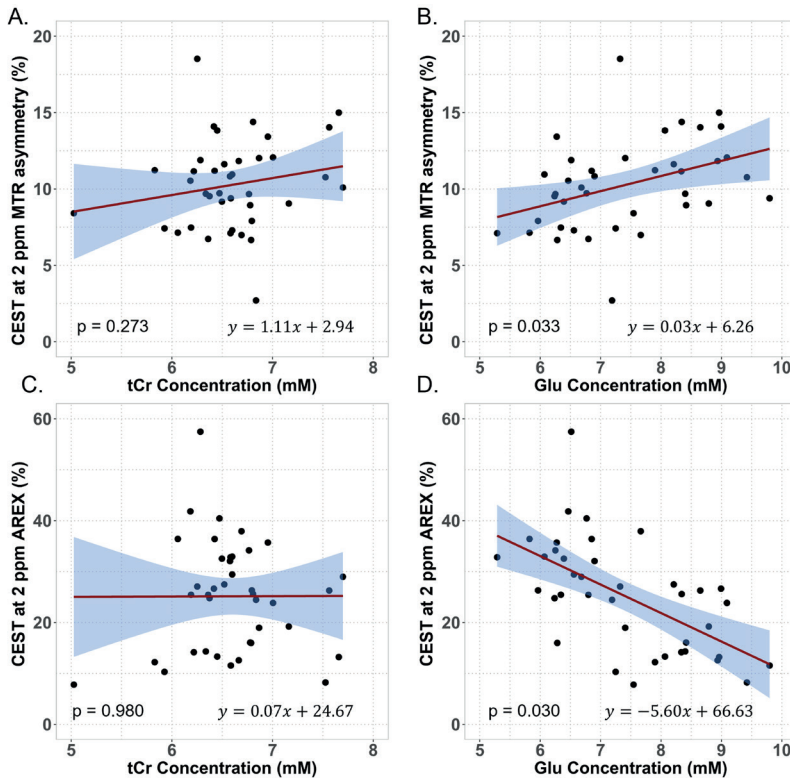 A.
B.
CEST at 2 ppm MTR asymmetry (%)
20
15
10
5
0
p = 0.273
y = 1.11x + 2.94
5
6
7
8
tCr Concentration (mM)
CEST at 2 ppm MTR asymmetry (%)
20
15
10
5
0
p = 0.033
y = 0.03x + 6.26
5
6
7
8
9
10
Glu Concentration (mM)
C.
D.
CEST at 2 ppm AREX (%)
60
40
20
0
p = 0.980
y = 0.07x + 24.67
5
6
7
8
tCr Concentration (mM)
CEST at 2 ppm AREX (%)
60
40
20
0
p = 0.030
y = −5.60x + 66.63
5
6
7
8
9
10
Glu Concentration (mM)